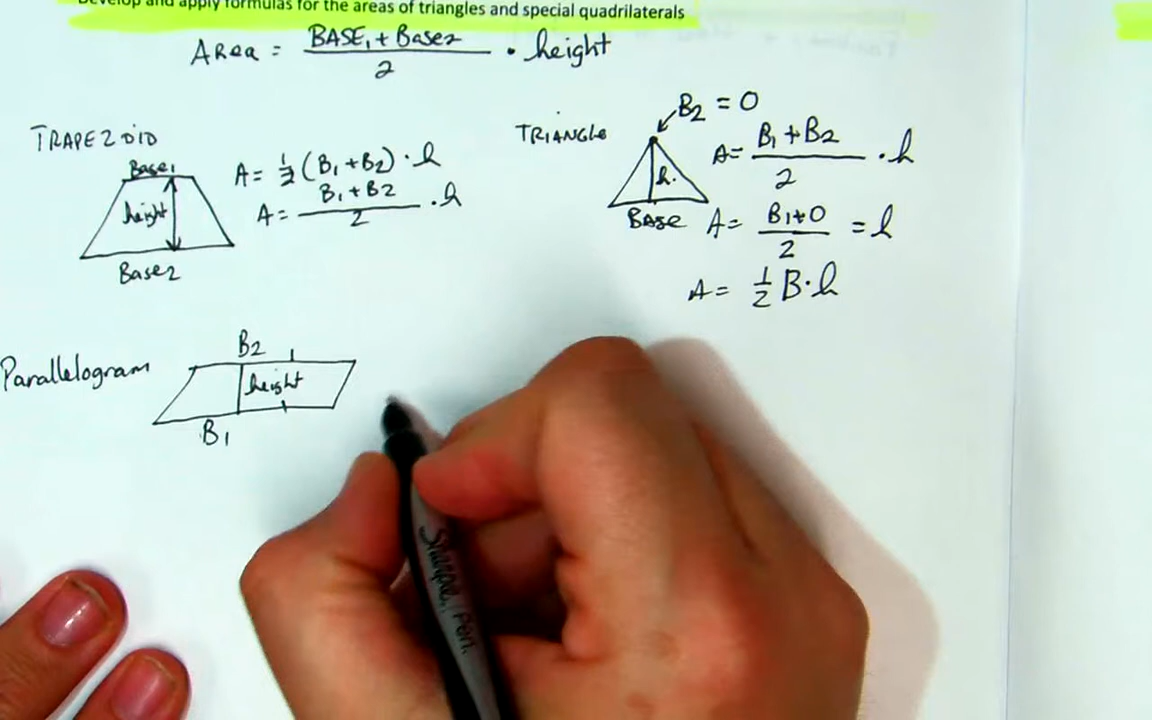 Develop and apply formulas for the areas of triangles and special quadrilaterals
AREA = BASE1 + Base2 / 2 · height
TRAPEZOID
Base1
height
Base2
A = 1/2 (B1 + B2) · h
A = B1 + B2 / 2 · h
TRIANGLE
B2 = 0
h.
BASE
A = B1 + B2 / 2 · h
A = B1 + 0 / 2 = h
A = 1/2 B · h
Parallelogram
B2
height
B1
Sharpie Pen.